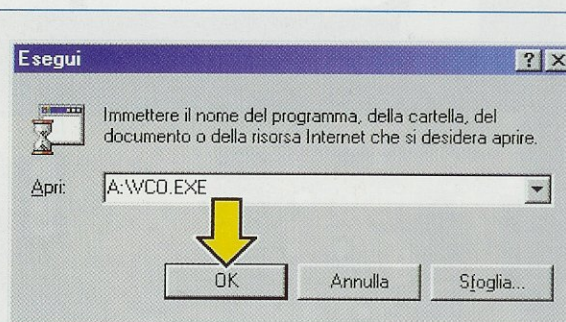 Esegui
Immettere il nome del programma, della cartella, del
documento o della risorsa Internet che si desidera aprire.
Apri: A:\VCO.EXE
OK Annulla Sfoglia...